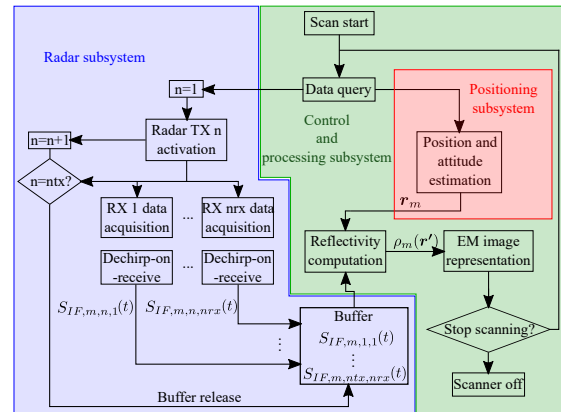 Scan start
Radar subsystem
n=1
Data query
Positioning
subsystem
Control
and
processing subsystem
Radar TX n
activation
n=n+1
Position and
attitude
estimation
n=ntx?
r_m
RX 1 data
acquisition
...
RX nrx data
acquisition
Reflectivity
computation
ρ_m(r')
EM image
representation
Dechirp-on
-receive
...
Dechirp-on
-receive
S_{IF,m,n,1}(t)
S_{IF,m,n,nrx}(t)
Buffer
S_{IF,m,1,1}(t)
⋮
S_{IF,m,ntx,nrx}(t)
⋮
Stop scanning?
Scanner off
Buffer release